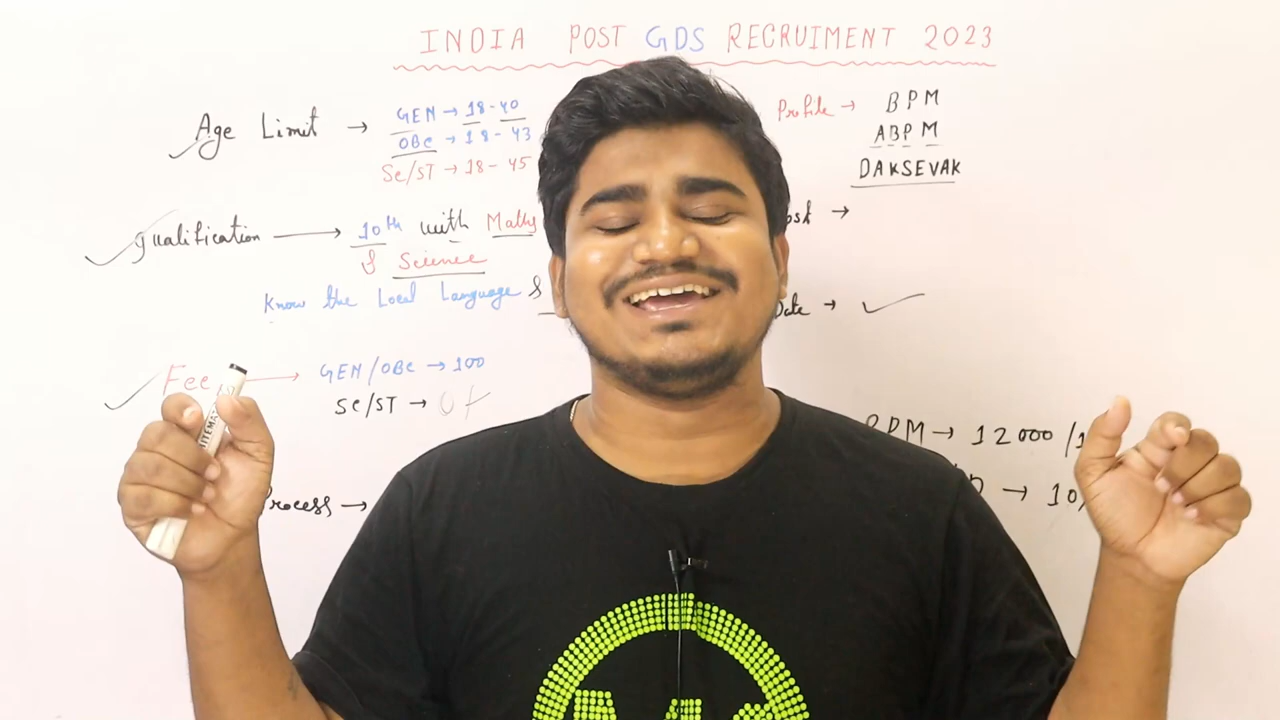 INDIA POST GDS RECRUIMENT 2023
Age Limit →
GEN → 18-40
OBC → 18-43
SC/ST → 18-45
Profile → BPM
ABPM
DAKSEVAK
Qualification → 10th with Maths
& Science
Know the Local Language &
→
Date →
Fee → GEN/OBC → 100
SC/ST →
Process →
BPM → 12000/
→ 10